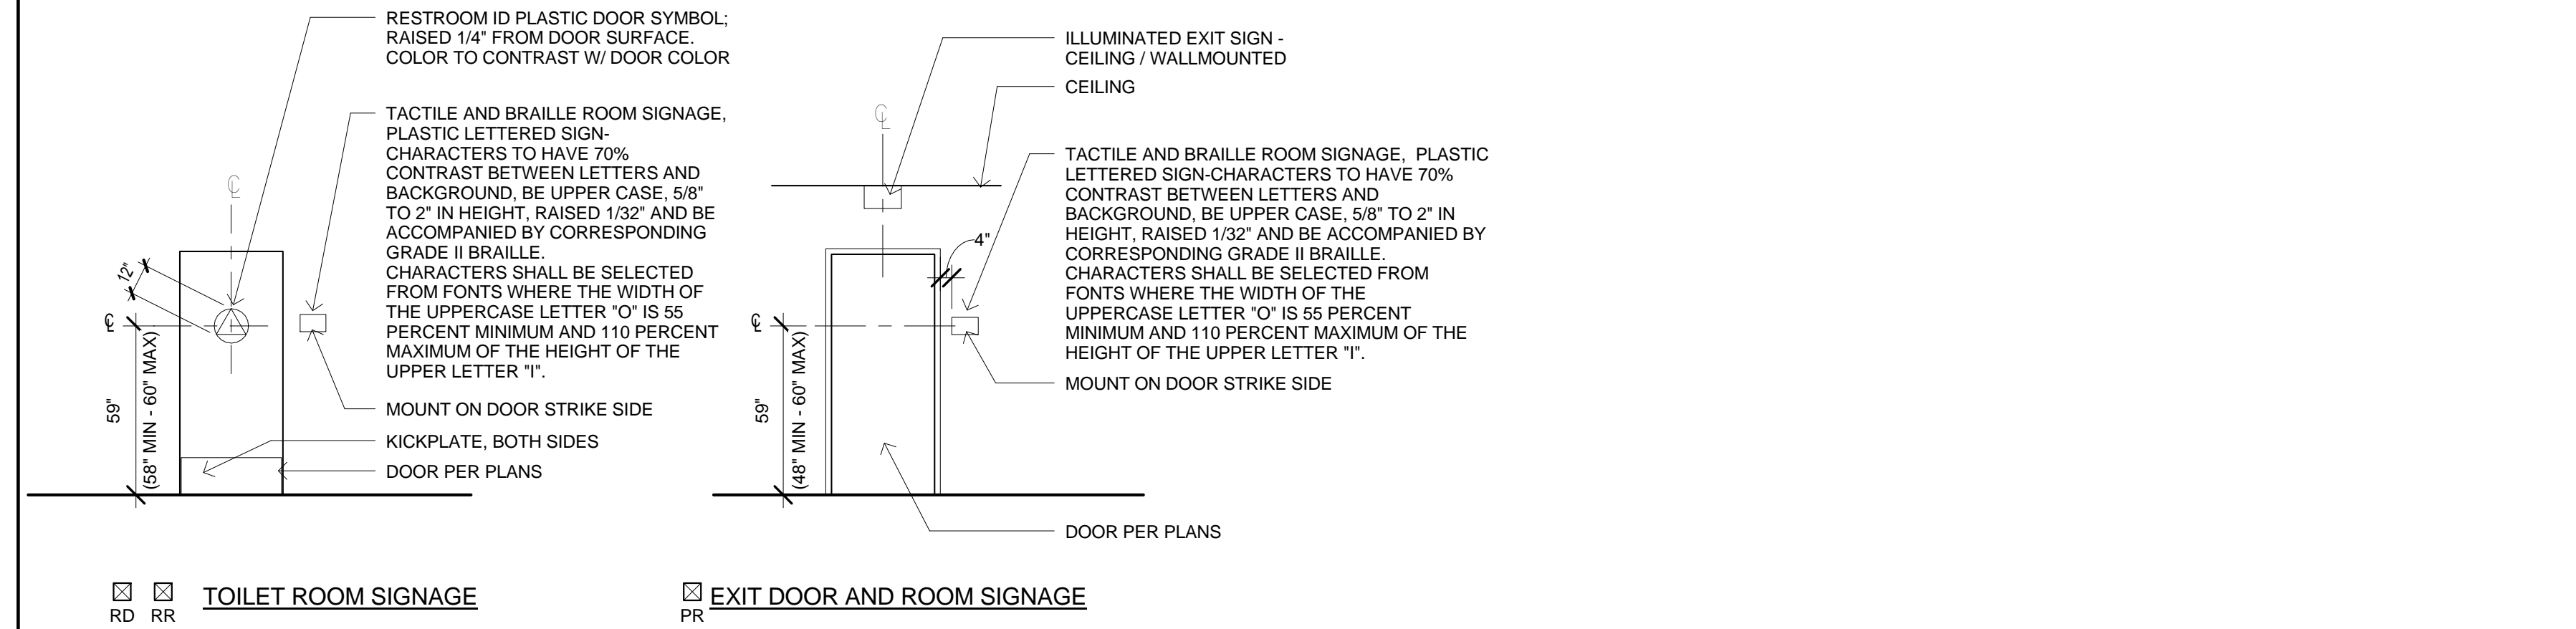 RESTROOM ID PLASTIC DOOR SYMBOL;
RAISED 1/4" FROM DOOR SURFACE.
COLOR TO CONTRAST W/ DOOR COLOR
TACTILE AND BRAILLE ROOM SIGNAGE,
PLASTIC LETTERED SIGN-
CHARACTERS TO HAVE 70%
CONTRAST BETWEEN LETTERS AND
BACKGROUND, BE UPPER CASE, 5/8"
TO 2" IN HEIGHT, RAISED 1/32" AND BE
ACCOMPANIED BY CORRESPONDING
GRADE II BRAILLE.
CHARACTERS SHALL BE SELECTED
FROM FONTS WHERE THE WIDTH OF
THE UPPERCASE LETTER "O" IS 55
PERCENT MINIMUM AND 110 PERCENT
MAXIMUM OF THE HEIGHT OF THE
UPPER LETTER "I".
MOUNT ON DOOR STRIKE SIDE
KICKPLATE, BOTH SIDES
DOOR PER PLANS
℄
12"
℄
59"
(58" MIN - 60" MAX)
RD
RR
TOILET ROOM SIGNAGE
ILLUMINATED EXIT SIGN -
CEILING / WALLMOUNTED
CEILING
TACTILE AND BRAILLE ROOM SIGNAGE,  PLASTIC
LETTERED SIGN-CHARACTERS TO HAVE 70%
CONTRAST BETWEEN LETTERS AND
BACKGROUND, BE UPPER CASE, 5/8" TO 2" IN
HEIGHT, RAISED 1/32" AND BE ACCOMPANIED BY
CORRESPONDING GRADE II BRAILLE.
CHARACTERS SHALL BE SELECTED FROM
FONTS WHERE THE WIDTH OF THE
UPPERCASE LETTER "O" IS 55 PERCENT
MINIMUM AND 110 PERCENT MAXIMUM OF THE
HEIGHT OF THE UPPER LETTER "I".
MOUNT ON DOOR STRIKE SIDE
DOOR PER PLANS
℄
4"
℄
59"
(48" MIN - 60" MAX)
PR
EXIT DOOR AND ROOM SIGNAGE